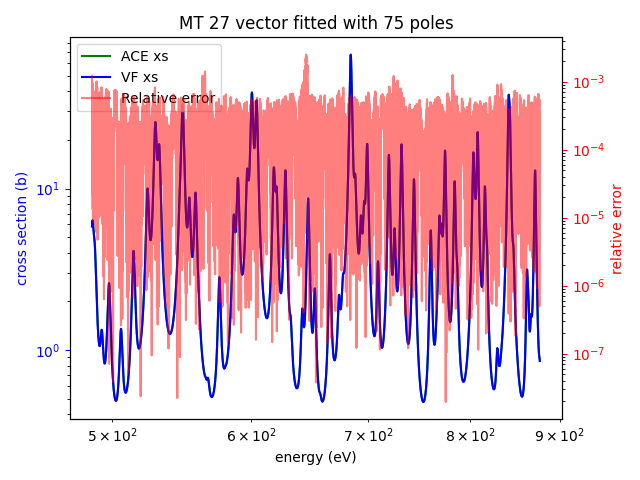 MT 27 vector fitted with 75 poles
ACE xs
VF xs
Relative error
cross section (b)
10¹
10⁰
relative error
10⁻³
10⁻⁴
10⁻⁵
10⁻⁶
10⁻⁷
5 × 10² 6 × 10² 7 × 10² 8 × 10² 9 × 10²
energy (eV)